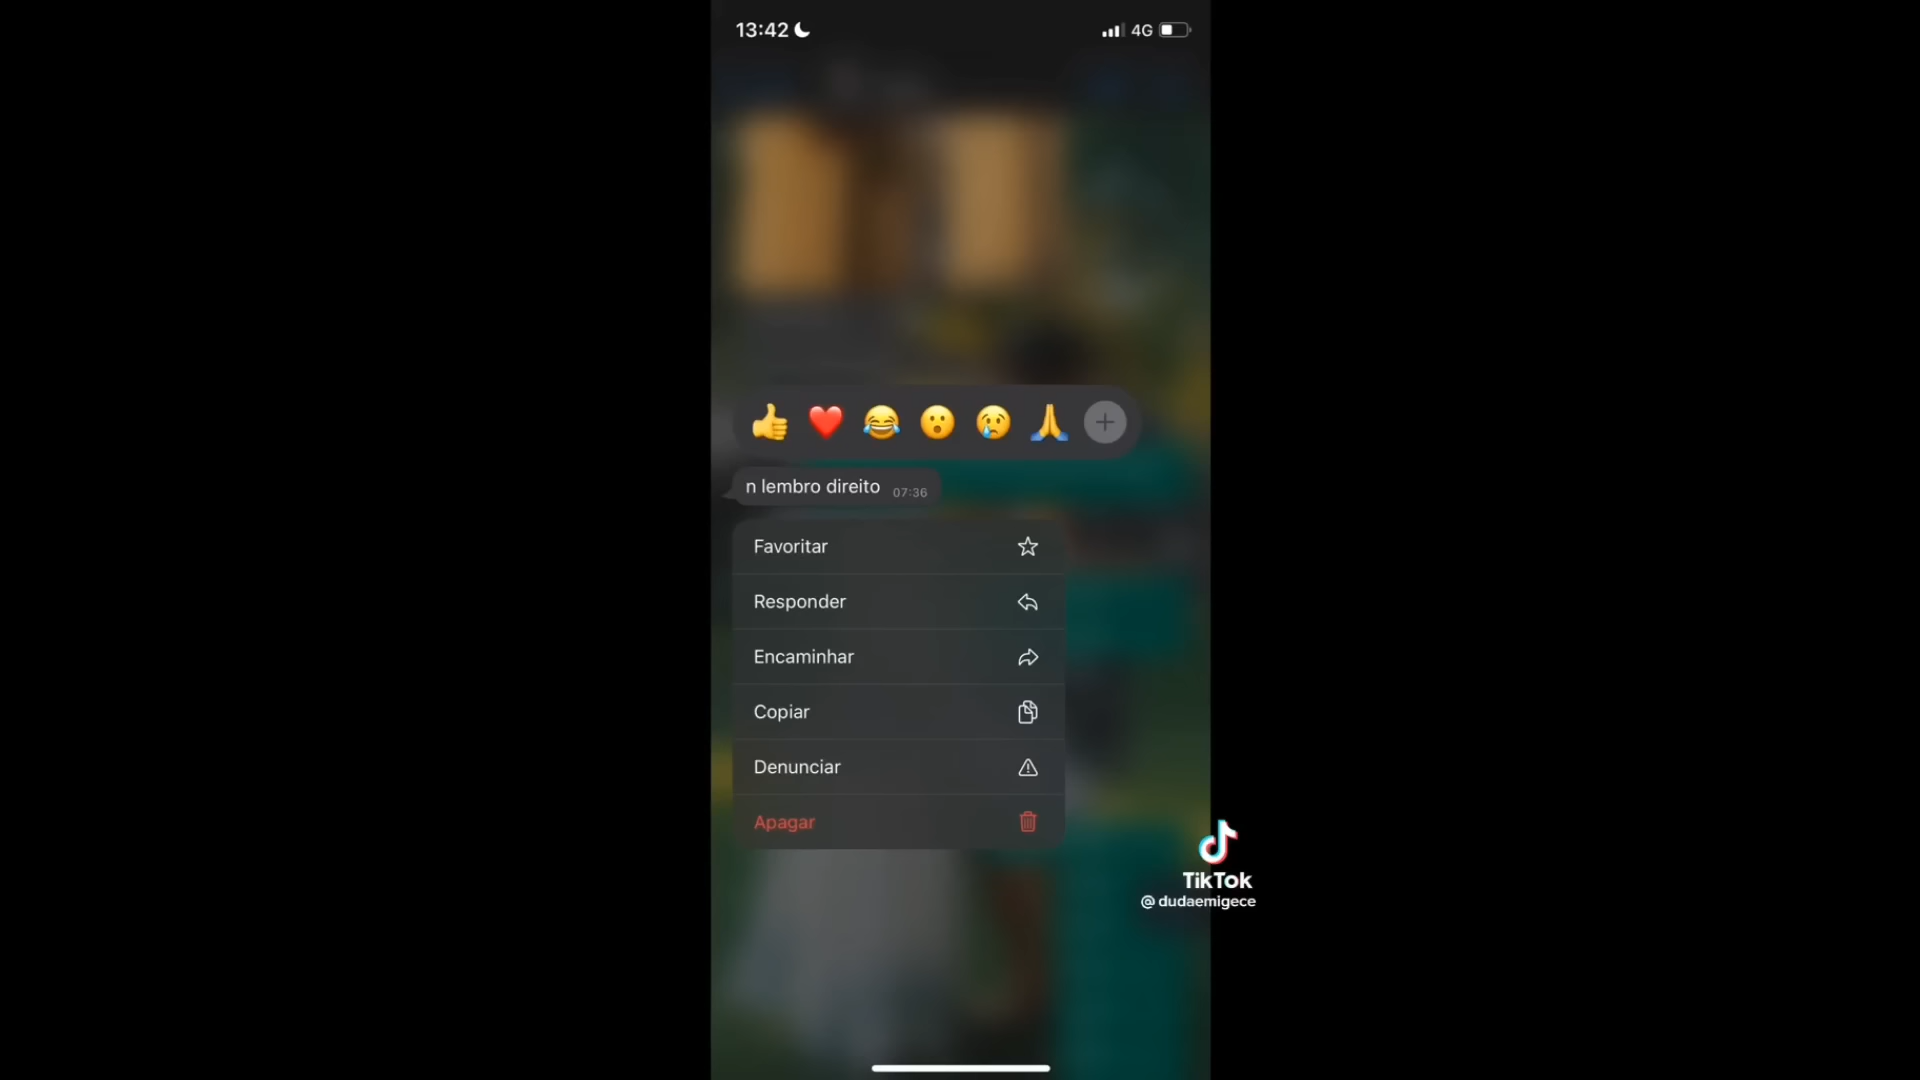 13:42
4G
n lembro direito 07:36
Favoritar
Responder
Encaminhar
Copiar
Denunciar
Apagar
TikTok
@dudaemigece